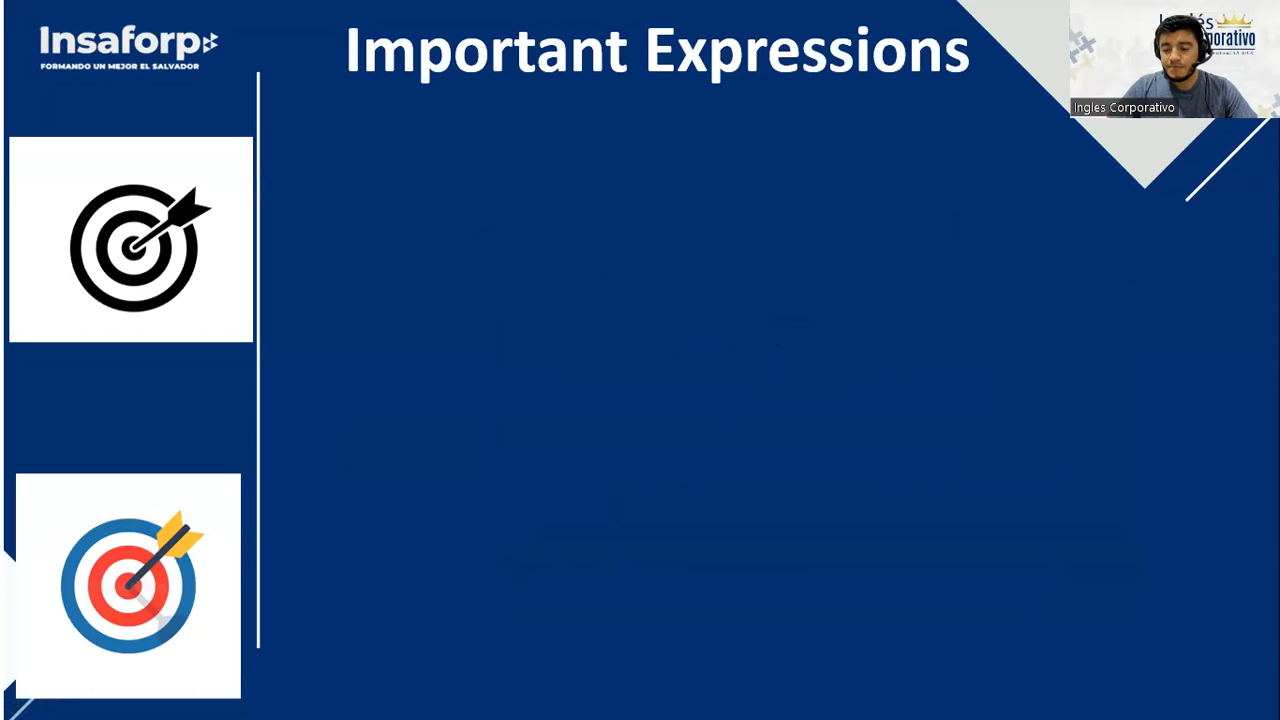 Insaforp
FORMANDO UN MEJOR EL SALVADOR
Important Expressions
Ingles Corporativo